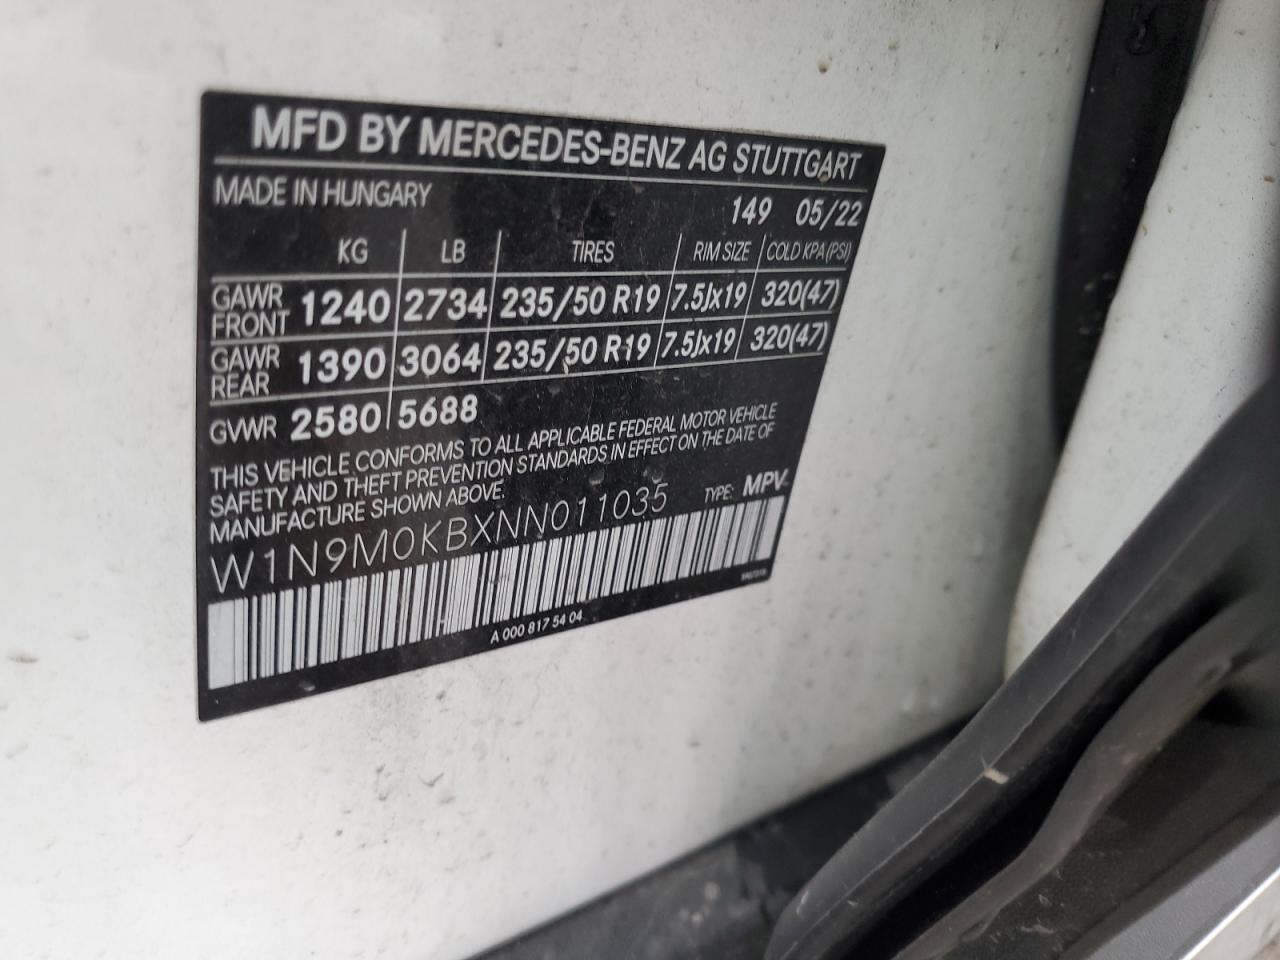 MFD BY MERCEDES-BENZ AG STUTTGART
MADE IN HUNGARY 149 05/22
KG LB TIRES RIM SIZE COLD KPA (PSI)
GAWR FRONT 1240 2734 235/50 R19 7.5Jx19 320(47)
GAWR REAR 1390 3064 235/50 R19 7.5Jx19 320(47)
GVWR 2580 5688
THIS VEHICLE CONFORMS TO ALL APPLICABLE FEDERAL MOTOR VEHICLE
SAFETY AND THEFT PREVENTION STANDARDS IN EFFECT ON THE DATE OF
MANUFACTURE SHOWN ABOVE.
W1N9M0KBXNN011035 TYPE: MPV
A 000 817 54 04